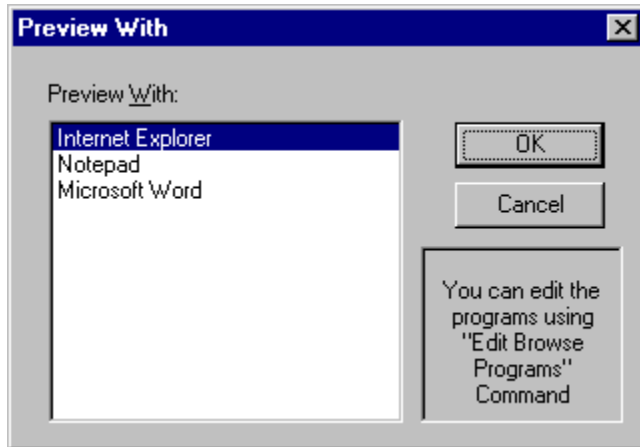 Preview With
Preview With:
Internet Explorer
Notepad
Microsoft Word
OK
Cancel
You can edit the
programs using
"Edit Browse
Programs"
Command